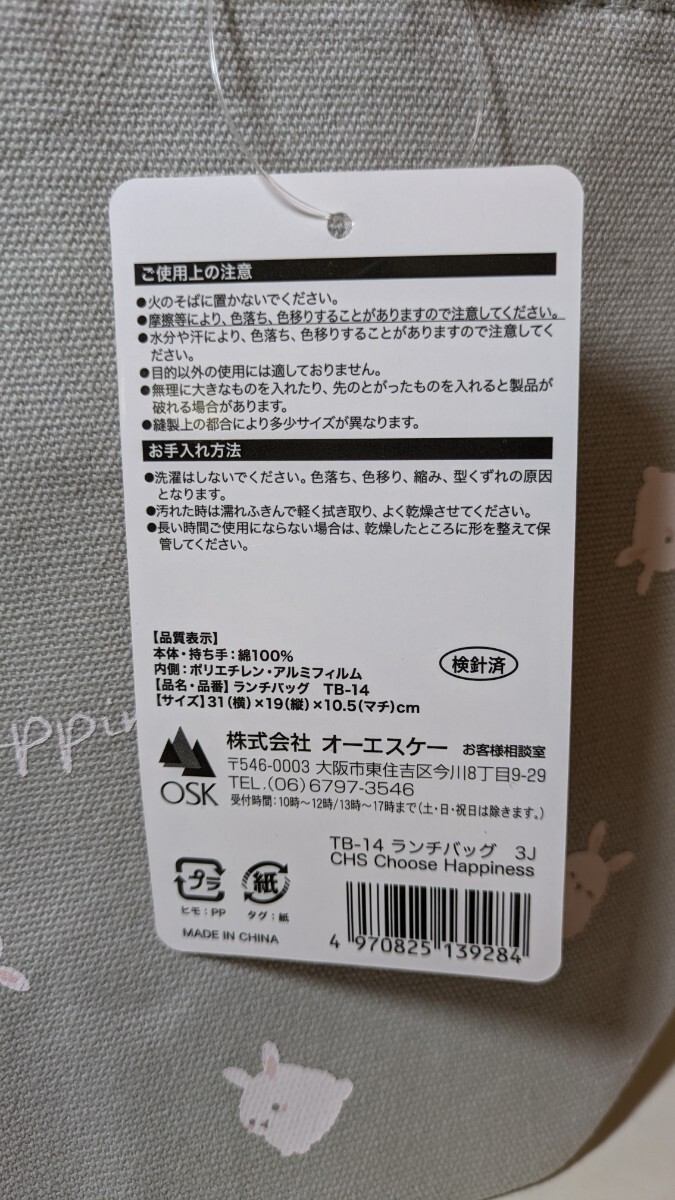 ご使用上の注意
●火のそばに置かないでください。
●摩擦等により、色落ち、色移りすることがありますので注意してください。
●水分や汗により、色落ち、色移りすることがありますので注意してく
ださい。
●目的以外の使用には適しておりません。
●無理に大きなものを入れたり、先のとがったものを入れると製品が
破れる場合があります。
●縫製上の都合により多少サイズが異なります。
お手入れ方法
●洗濯はしないでください。色落ち、色移り、縮み、型くずれの原因
となります。
●汚れた時は濡れふきんで軽く拭き取り、よく乾燥させてください。
●長い時間ご使用にならない場合は、乾燥したところに形を整えて保
管してください。
【品質表示】
本体・持ち手：綿100%
内側：ポリエチレン・アルミフィルム
【品名・品番】ランチバッグ TB-14
【サイズ】31(横)×19(縦)×10.5(マチ)cm
検針済
ppin
OSK
株式会社 オーエスケー お客様相談室
〒546-0003 大阪市東住吉区今川8丁目9-29
TEL.(06)6797-3546
受付時間：10時〜12時/13時〜17時まで(土・日・祝日は除きます。)
TB-14 ランチバッグ 3J
CHS Choose Happiness
プラ
紙
ヒモ：PP
タグ：紙
MADE IN CHINA
4 970825 139284